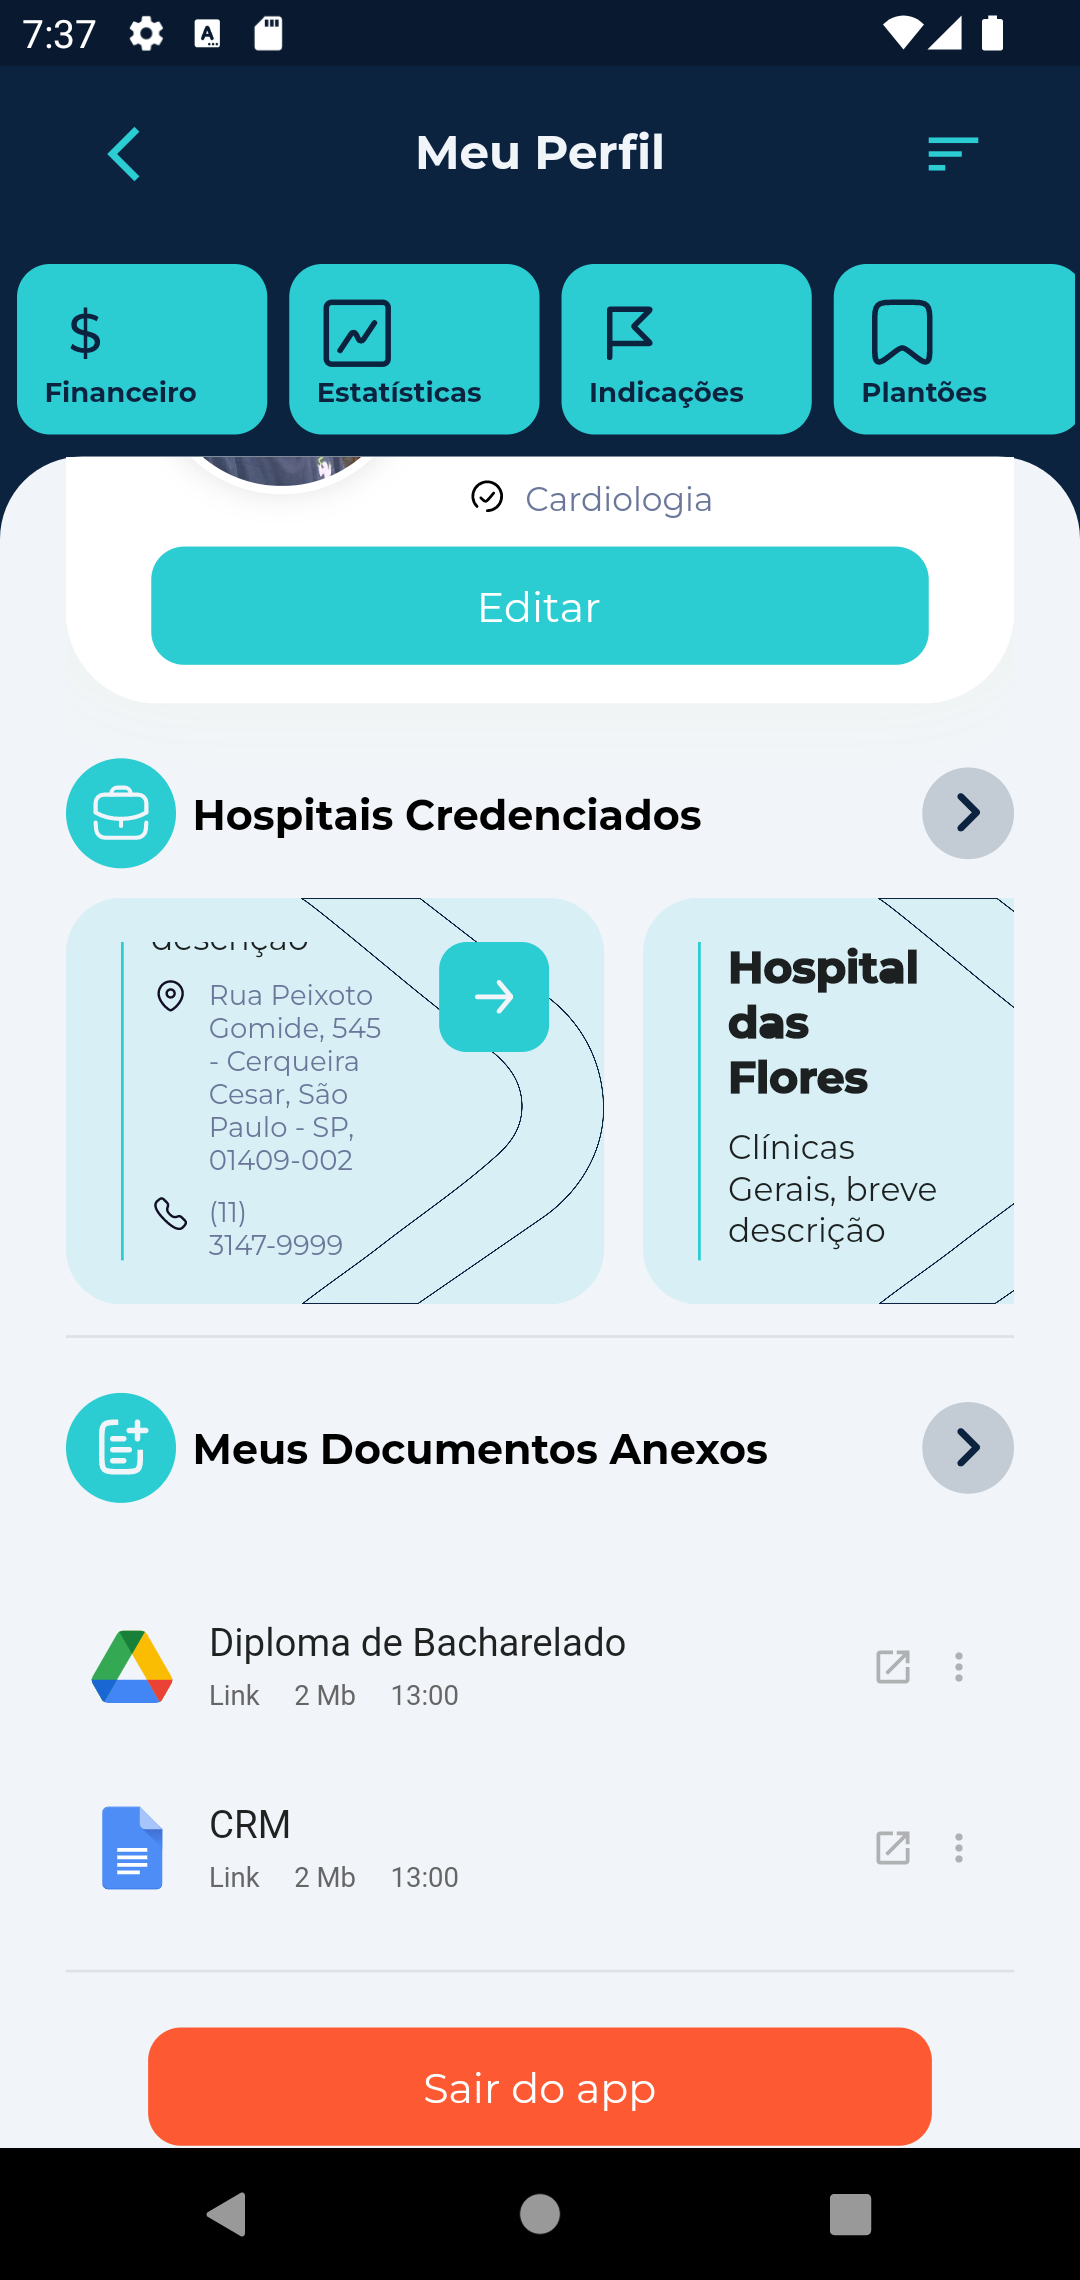 7:37
Meu Perfil
Financeiro
Estatísticas
Indicações
Plantões
Cardiologia
Editar
Hospitais Credenciados
descrição
Rua Peixoto
Gomide, 545
- Cerqueira
Cesar, São
Paulo - SP,
01409-002
(11)
3147-9999
Hospital
das
Flores
Clínicas
Gerais, breve
descrição
Meus Documentos Anexos
Diploma de Bacharelado
Link 2 Mb 13:00
CRM
Link 2 Mb 13:00
Sair do app